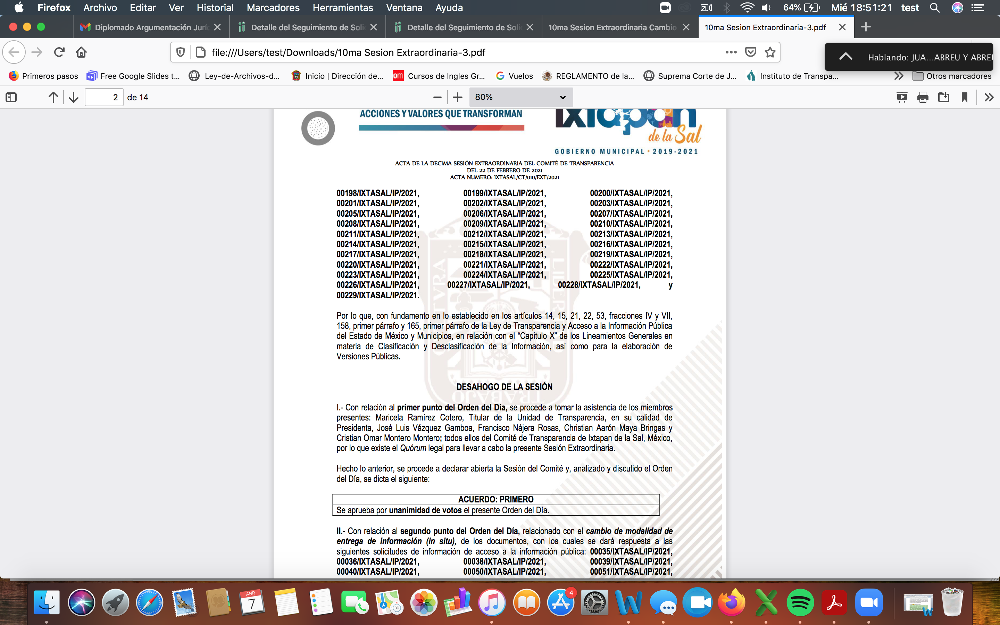 Firefox Archivo Editar Ver Historial Marcadores Herramientas Ventana Ayuda 64% Mié 18:51:21 test
Diplomado Argumentación Juríc
Detalle del Seguimiento de Soli
Detalle del Seguimiento de Soli
10ma Sesion Extraordinaria Cambio
10ma Sesion Extraordinaria-3.pdf
file:///Users/test/Downloads/10ma Sesion Extraordinaria-3.pdf
Hablando: JUA...ABREU Y ABREU
Primeros pasos Free Google Slides t... Ley-de-Archivos-d... Inicio | Dirección de... om Cursos de Ingles Gr... Vuelos REGLAMENTO de la... Suprema Corte de J... Instituto de Transpa... Otros marcadores
2 de 14 80%
ACCIONES Y VALORES QUE TRANSFORMAN
ixtapan
de la Sal
GOBIERNO MUNICIPAL • 2019-2021
ACTA DE LA DECIMA SESIÓN EXTRAORDINARIA DEL COMITÉ DE TRANSPARENCIA
DEL 22 DE FEBRERO DE 2021
ACTA NUMERO: IXTASAL/CT/010/EXT/2021
00198/IXTASAL/IP/2021, 00199/IXTASAL/IP/2021, 00200/IXTASAL/IP/2021,
00201/IXTASAL/IP/2021, 00202/IXTASAL/IP/2021, 00203/IXTASAL/IP/2021,
00205/IXTASAL/IP/2021, 00206/IXTASAL/IP/2021, 00207/IXTASAL/IP/2021,
00208/IXTASAL/IP/2021, 00209/IXTASAL/IP/2021, 00210/IXTASAL/IP/2021,
00211/IXTASAL/IP/2021, 00212/IXTASAL/IP/2021, 00213/IXTASAL/IP/2021,
00214/IXTASAL/IP/2021, 00215/IXTASAL/IP/2021, 00216/IXTASAL/IP/2021,
00217/IXTASAL/IP/2021, 00218/IXTASAL/IP/2021, 00219/IXTASAL/IP/2021,
00220/IXTASAL/IP/2021, 00221/IXTASAL/IP/2021, 00222/IXTASAL/IP/2021,
00223/IXTASAL/IP/2021, 00224/IXTASAL/IP/2021, 00225/IXTASAL/IP/2021,
00226/IXTASAL/IP/2021, 00227/IXTASAL/IP/2021, 00228/IXTASAL/IP/2021, y
00229/IXTASAL/IP/2021.
Por lo que, con fundamento en lo establecido en los artículos 14, 15, 21, 22, 53, fracciones IV y VII,
158, primer párrafo y 165, primer párrafo de la Ley de Transparencia y Acceso a la Información Pública
del Estado de México y Municipios, en relación con el “Capitulo X” de los Lineamientos Generales en
materia de Clasificación y Desclasificación de la Información, así como para la elaboración de
Versiones Públicas.
DESAHOGO DE LA SESIÓN
TRABAJO
I.- Con relación al primer punto del Orden del Día, se procede a tomar la asistencia de los miembros
presentes: Maricela Ramírez Cotero, Titular de la Unidad de Transparencia, en su calidad de
Presidenta, José Luis Vázquez Gamboa, Francisco Nájera Rosas, Christian Aarón Maya Bringas y
Cristian Omar Montero Montero; todos ellos del Comité de Transparencia de Ixtapan de la Sal, México,
por lo que existe el Quórum legal para llevar a cabo la presente Sesión Extraordinaria.
Hecho lo anterior, se procede a declarar abierta la Sesión del Comité y, analizado y discutido el Orden
del Día, se dicta el siguiente:
ACUERDO: PRIMERO
Se aprueba por unanimidad de votos el presente Orden del Día.
II.- Con relación al segundo punto del Orden del Día, relacionado con el cambio de modalidad de
entrega de información (in situ), de los documentos, con los cuales se dará respuesta a las
siguientes solicitudes de información de acceso a la información pública: 00035/IXTASAL/IP/2021,
00036/IXTASAL/IP/2021, 00038/IXTASAL/IP/2021, 00039/IXTASAL/IP/2021,
00040/IXTASAL/IP/2021, 00050/IXTASAL/IP/2021, 00051/IXTASAL/IP/2021,
ABR
7
3D
4